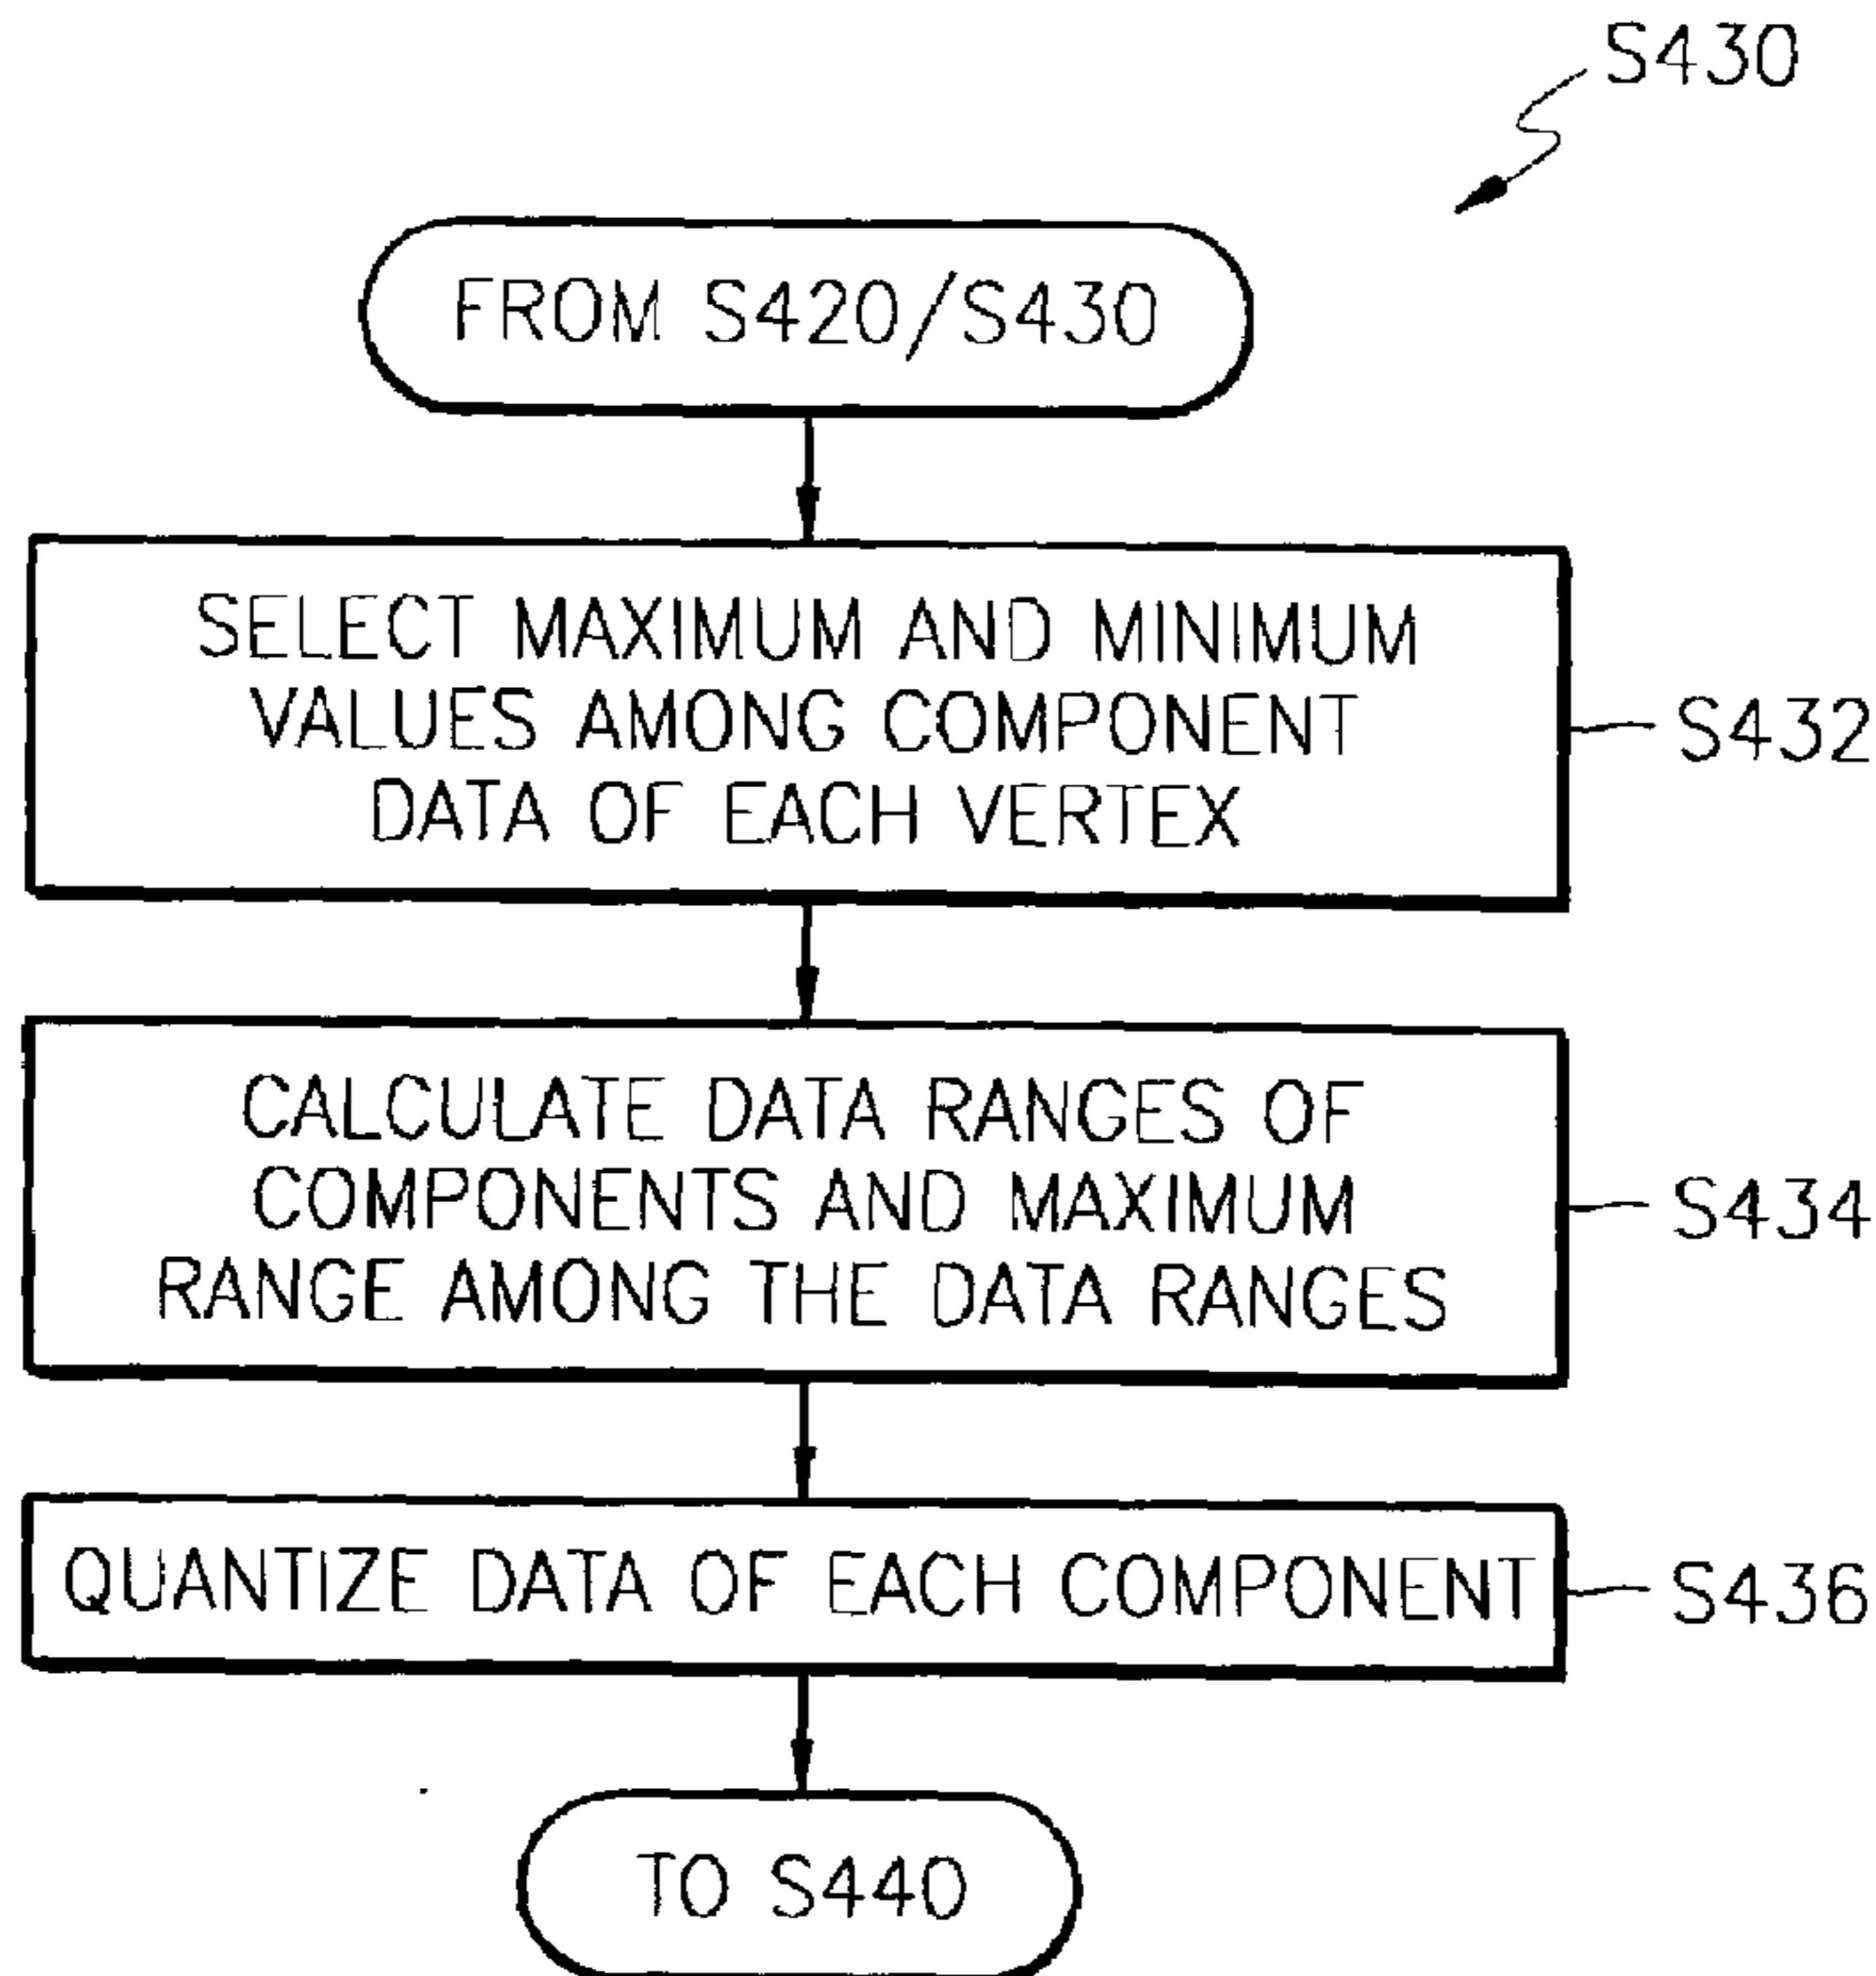 S430
FROM S420/S430
SELECT MAXIMUM AND MINIMUM
VALUES AMONG COMPONENT
DATA OF EACH VERTEX
S432
CALCULATE DATA RANGES OF
COMPONENTS AND MAXIMUM
RANGE AMONG THE DATA RANGES
S434
QUANTIZE DATA OF EACH COMPONENT
S436
TO S440